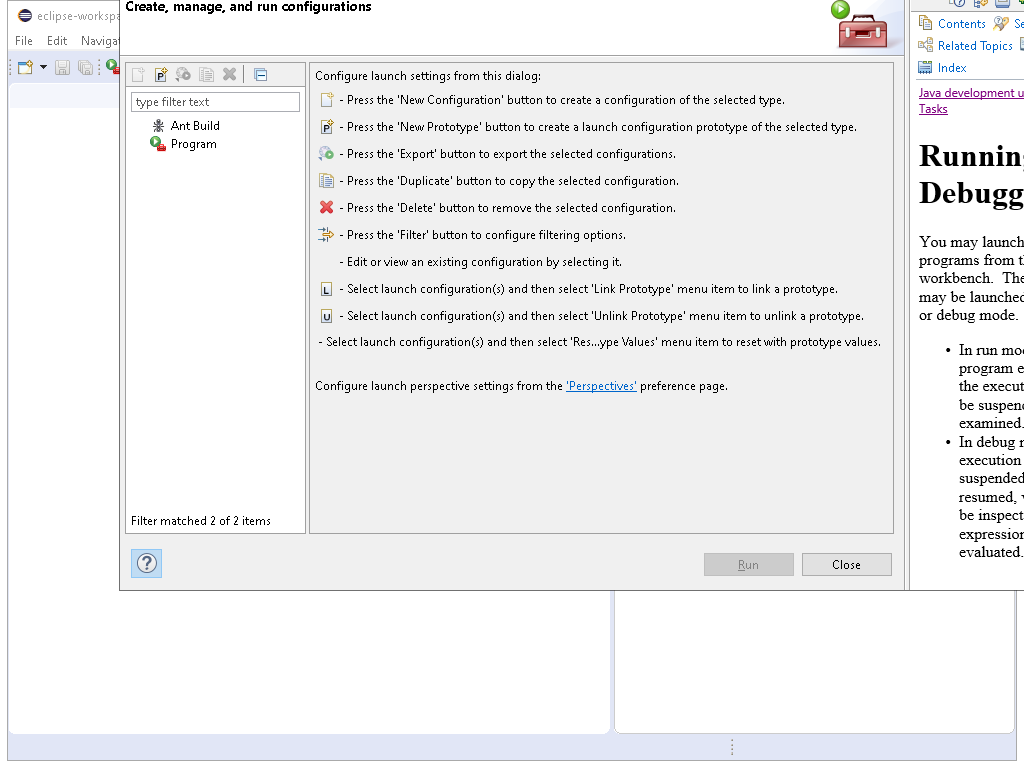 eclipse-workspa
Create, manage, and run configurations
File Edit Naviga
type filter text
Ant Build
Program
Filter matched 2 of 2 items
Configure launch settings from this dialog:
- Press the 'New Configuration' button to create a configuration of the selected type.
- Press the 'New Prototype' button to create a launch configuration prototype of the selected type.
- Press the 'Export' button to export the selected configurations.
- Press the 'Duplicate' button to copy the selected configuration.
- Press the 'Delete' button to remove the selected configuration.
- Press the 'Filter' button to configure filtering options.
- Edit or view an existing configuration by selecting it.
L - Select launch configuration(s) and then select 'Link Prototype' menu item to link a prototype.
U - Select launch configuration(s) and then select 'Unlink Prototype' menu item to unlink a prototype.
- Select launch configuration(s) and then select 'Res...ype Values' menu item to reset with prototype values.
Configure launch perspective settings from the 'Perspectives' preference page.
Run
Close
Contents Se
Related Topics
Index
Java development u
Tasks
Running
Debugg
You may launch
programs from th
workbench. The
may be launched
or debug mode.
• In run mod
program e
the execut
be suspend
examined.
• In debug m
execution
suspended
resumed, v
be inspect
expression
evaluated.